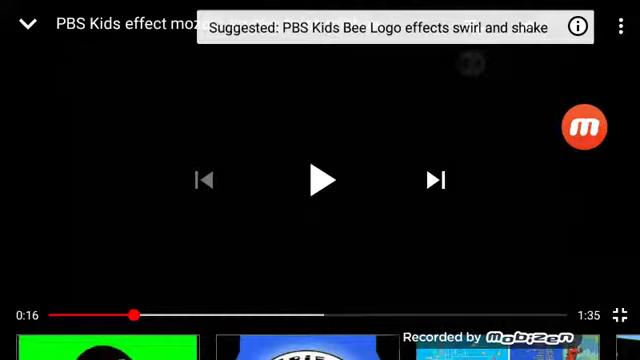 PBS Kids effect moz
Suggested: PBS Kids Bee Logo effects swirl and shake
0:16
1:35
Recorded by mobizen